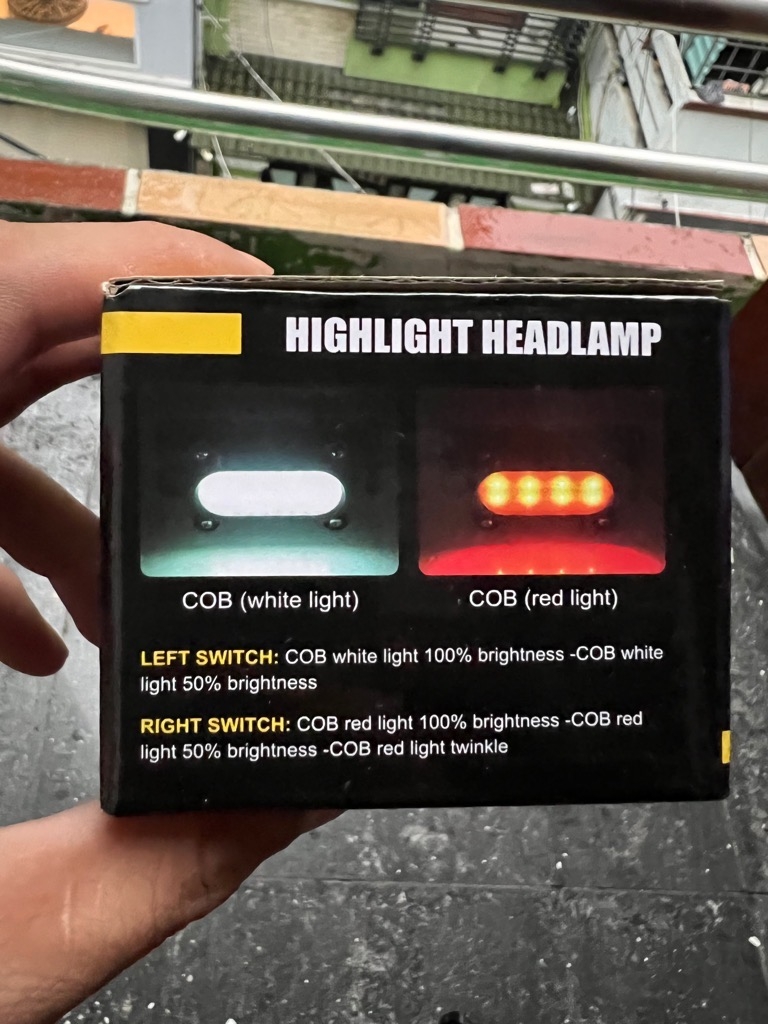 HIGHLIGHT HEADLAMP
COB (white light)
COB (red light)
LEFT SWITCH: COB white light 100% brightness -COB white
light 50% brightness
RIGHT SWITCH: COB red light 100% brightness -COB red
light 50% brightness -COB red light twinkle